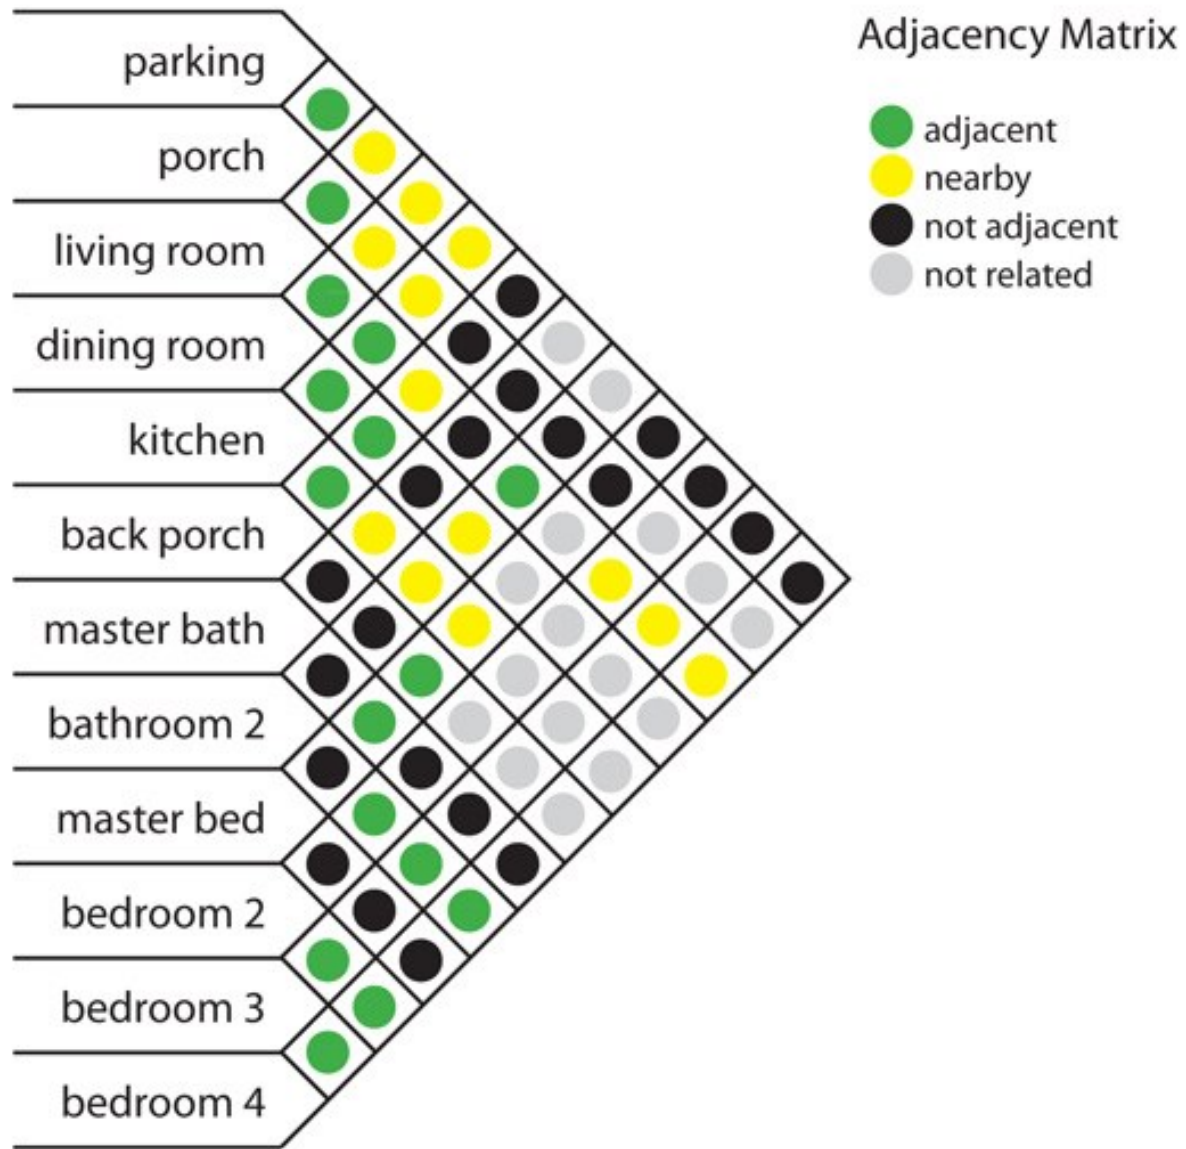 Adjacency Matrix
adjacent
nearby
not adjacent
not related
parking
porch
living room
dining room
kitchen
back porch
master bath
bathroom 2
master bed
bedroom 2
bedroom 3
bedroom 4